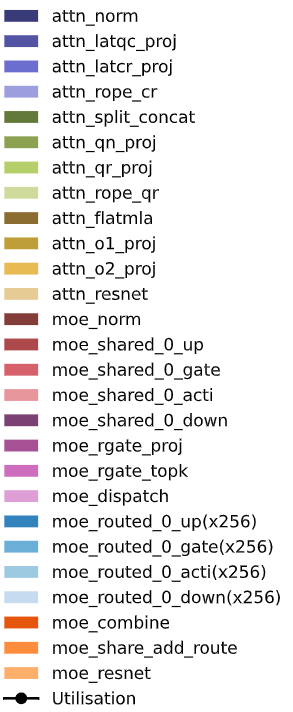 attn_norm
attn_latqc_proj
attn_latcr_proj
attn_rope_cr
attn_split_concat
attn_qn_proj
attn_qr_proj
attn_rope_qr
attn_flatmla
attn_o1_proj
attn_o2_proj
attn_resnet
moe_norm
moe_shared_0_up
moe_shared_0_gate
moe_shared_0_acti
moe_shared_0_down
moe_rgate_proj
moe_rgate_topk
moe_dispatch
moe_routed_0_up(x256)
moe_routed_0_gate(x256)
moe_routed_0_acti(x256)
moe_routed_0_down(x256)
moe_combine
moe_share_add_route
moe_resnet
Utilisation